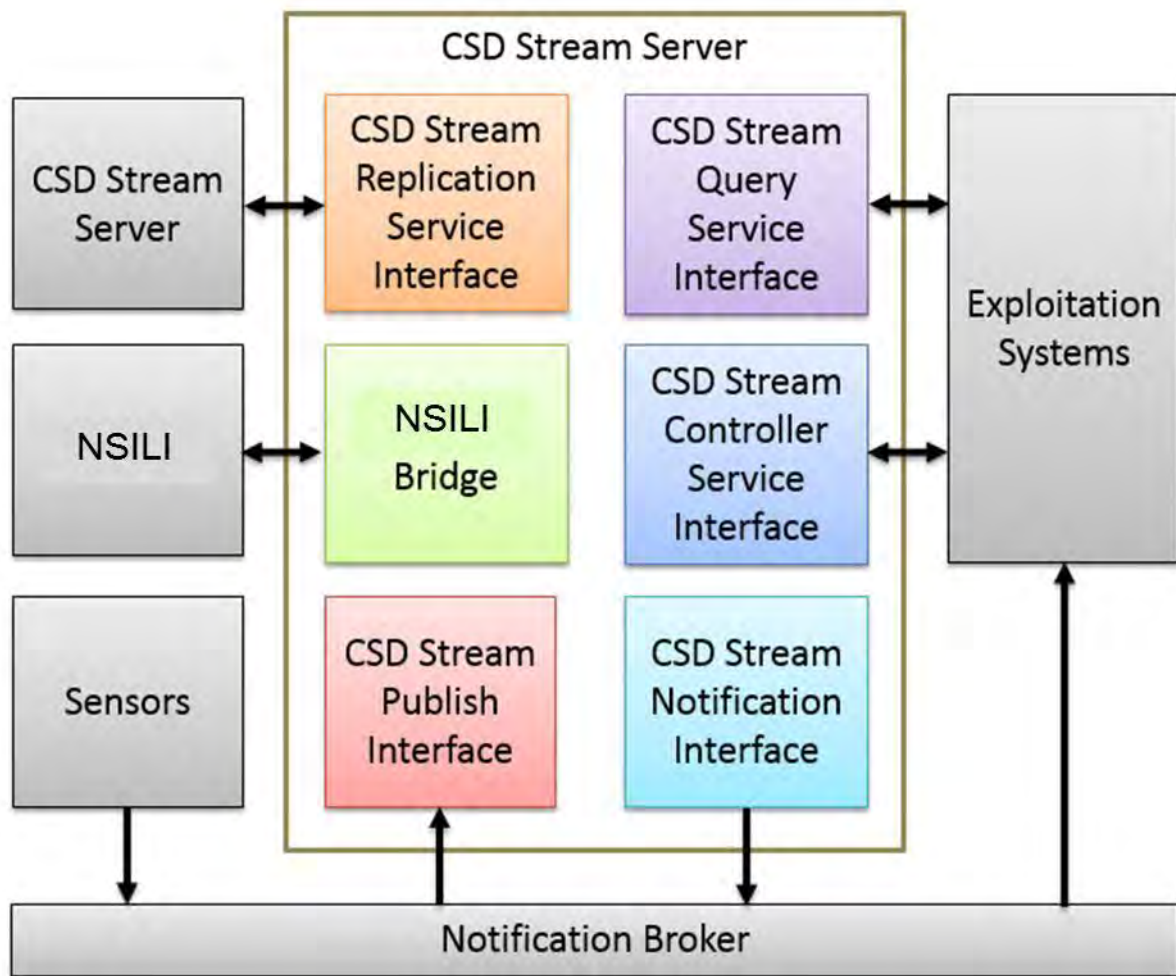 CSD Stream Server
CSD Stream
Server
CSD Stream
Replication
Service
Interface
CSD Stream
Query
Service
Interface
Exploitation
Systems
NSILI
NSILI
Bridge
CSD Stream
Controller
Service
Interface
Sensors
CSD Stream
Publish
Interface
CSD Stream
Notification
Interface
Notification Broker